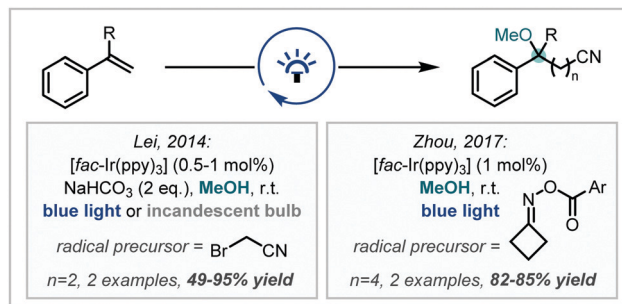 R
MeO R
CN
n
Lei, 2014:
[fac-Ir(ppy)₃] (0.5-1 mol%)
NaHCO₃ (2 eq.), MeOH, r.t.
blue light or incandescent bulb
radical precursor = Br CN
n=2, 2 examples, 49-95% yield
Zhou, 2017:
[fac-Ir(ppy)₃] (1 mol%)
MeOH, r.t.
blue light
N O Ar
O
radical precursor =
n=4, 2 examples, 82-85% yield